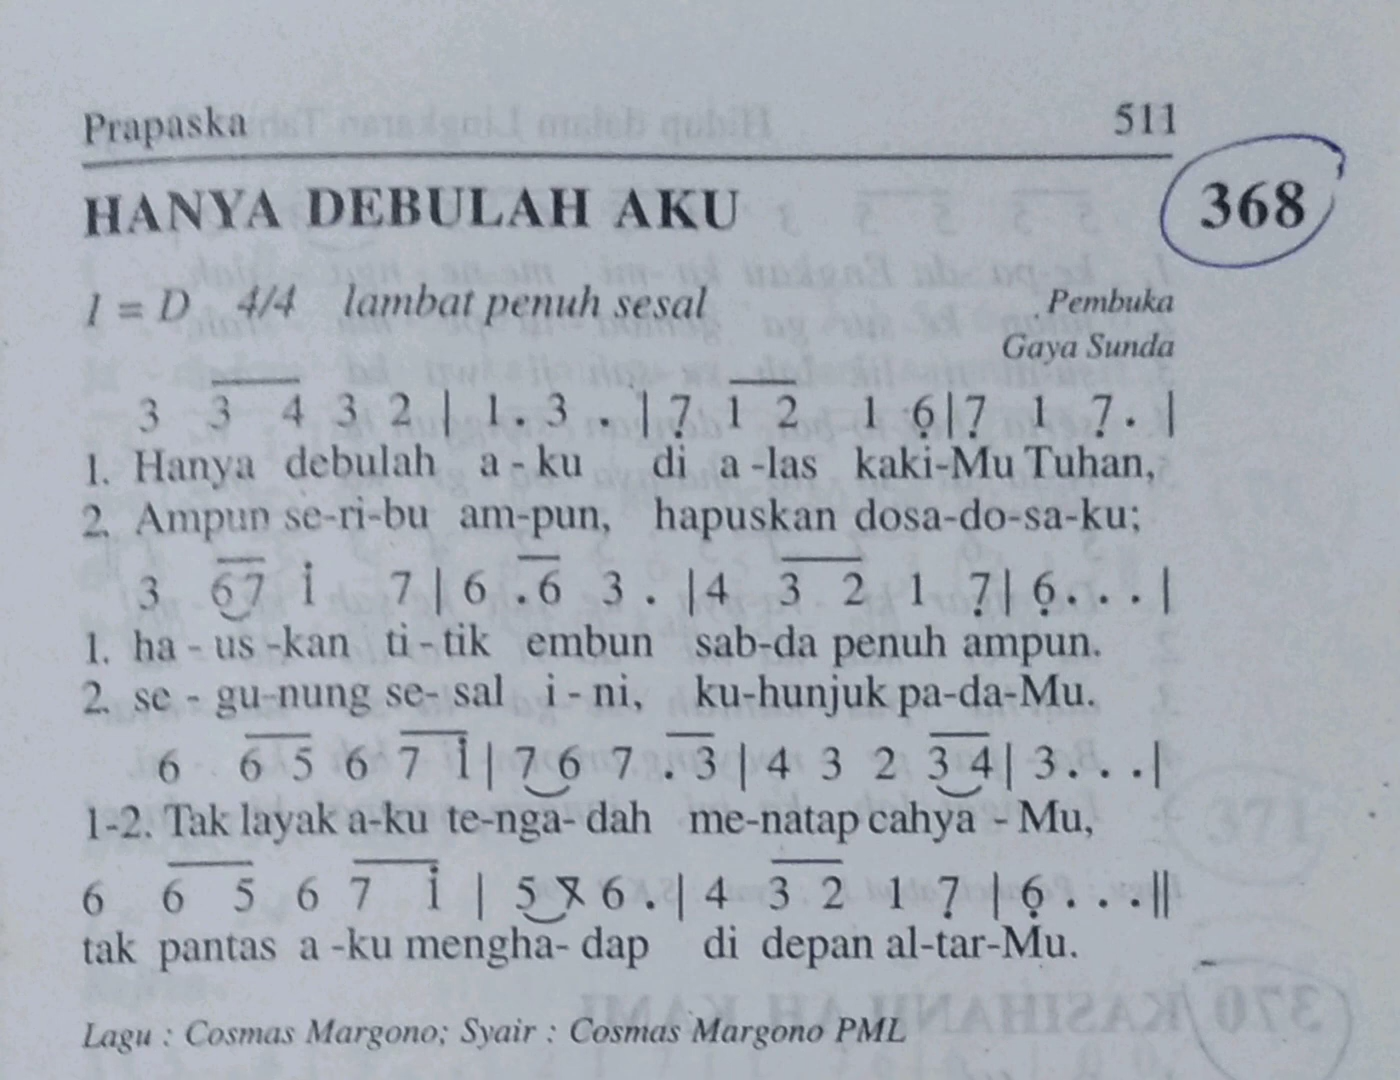 Prapaska 511
HANYA DEBULAH AKU 368
1 = D 4/4 lambat penuh sesal Pembuka
Gaya Sunda
3 3̅ 4̅ 3 2 | 1 . 3 . | 7̣ 1̅ 2̅ 1 6̣ | 7̣ 1 7̣ . |
1. Hanya debulah a - ku di a -las kaki-Mu Tuhan,
2. Ampun se-ri-bu am-pun, hapuskan dosa-do-sa-ku;
3 6̅7̅ 1̇ 7 | 6 .̅6̅ 3 . | 4 3̅ 2̅ 1 7̣ | 6̣ . . . |
1. ha - us -kan ti - tik embun sab-da penuh ampun.
2. se - gu-nung se- sal i - ni, ku-hunjuk pa-da-Mu.
6 6̅ 5̅ 6 7̅ 1̇̅ | 7 6 7 .̅ 3̅ | 4 3 2 3̅ 4̅ | 3 . . . |
1-2. Tak layak a-ku te-nga- dah me-natap cahya - Mu,
6 6̅ 5̅ 6 7̅ 1̇̅ | 5 7 6 . | 4 3̅ 2̅ 1 7̣ | 6̣ . . . ||
tak pantas a -ku mengha- dap di depan al-tar-Mu.
Lagu : Cosmas Margono; Syair : Cosmas Margono PML